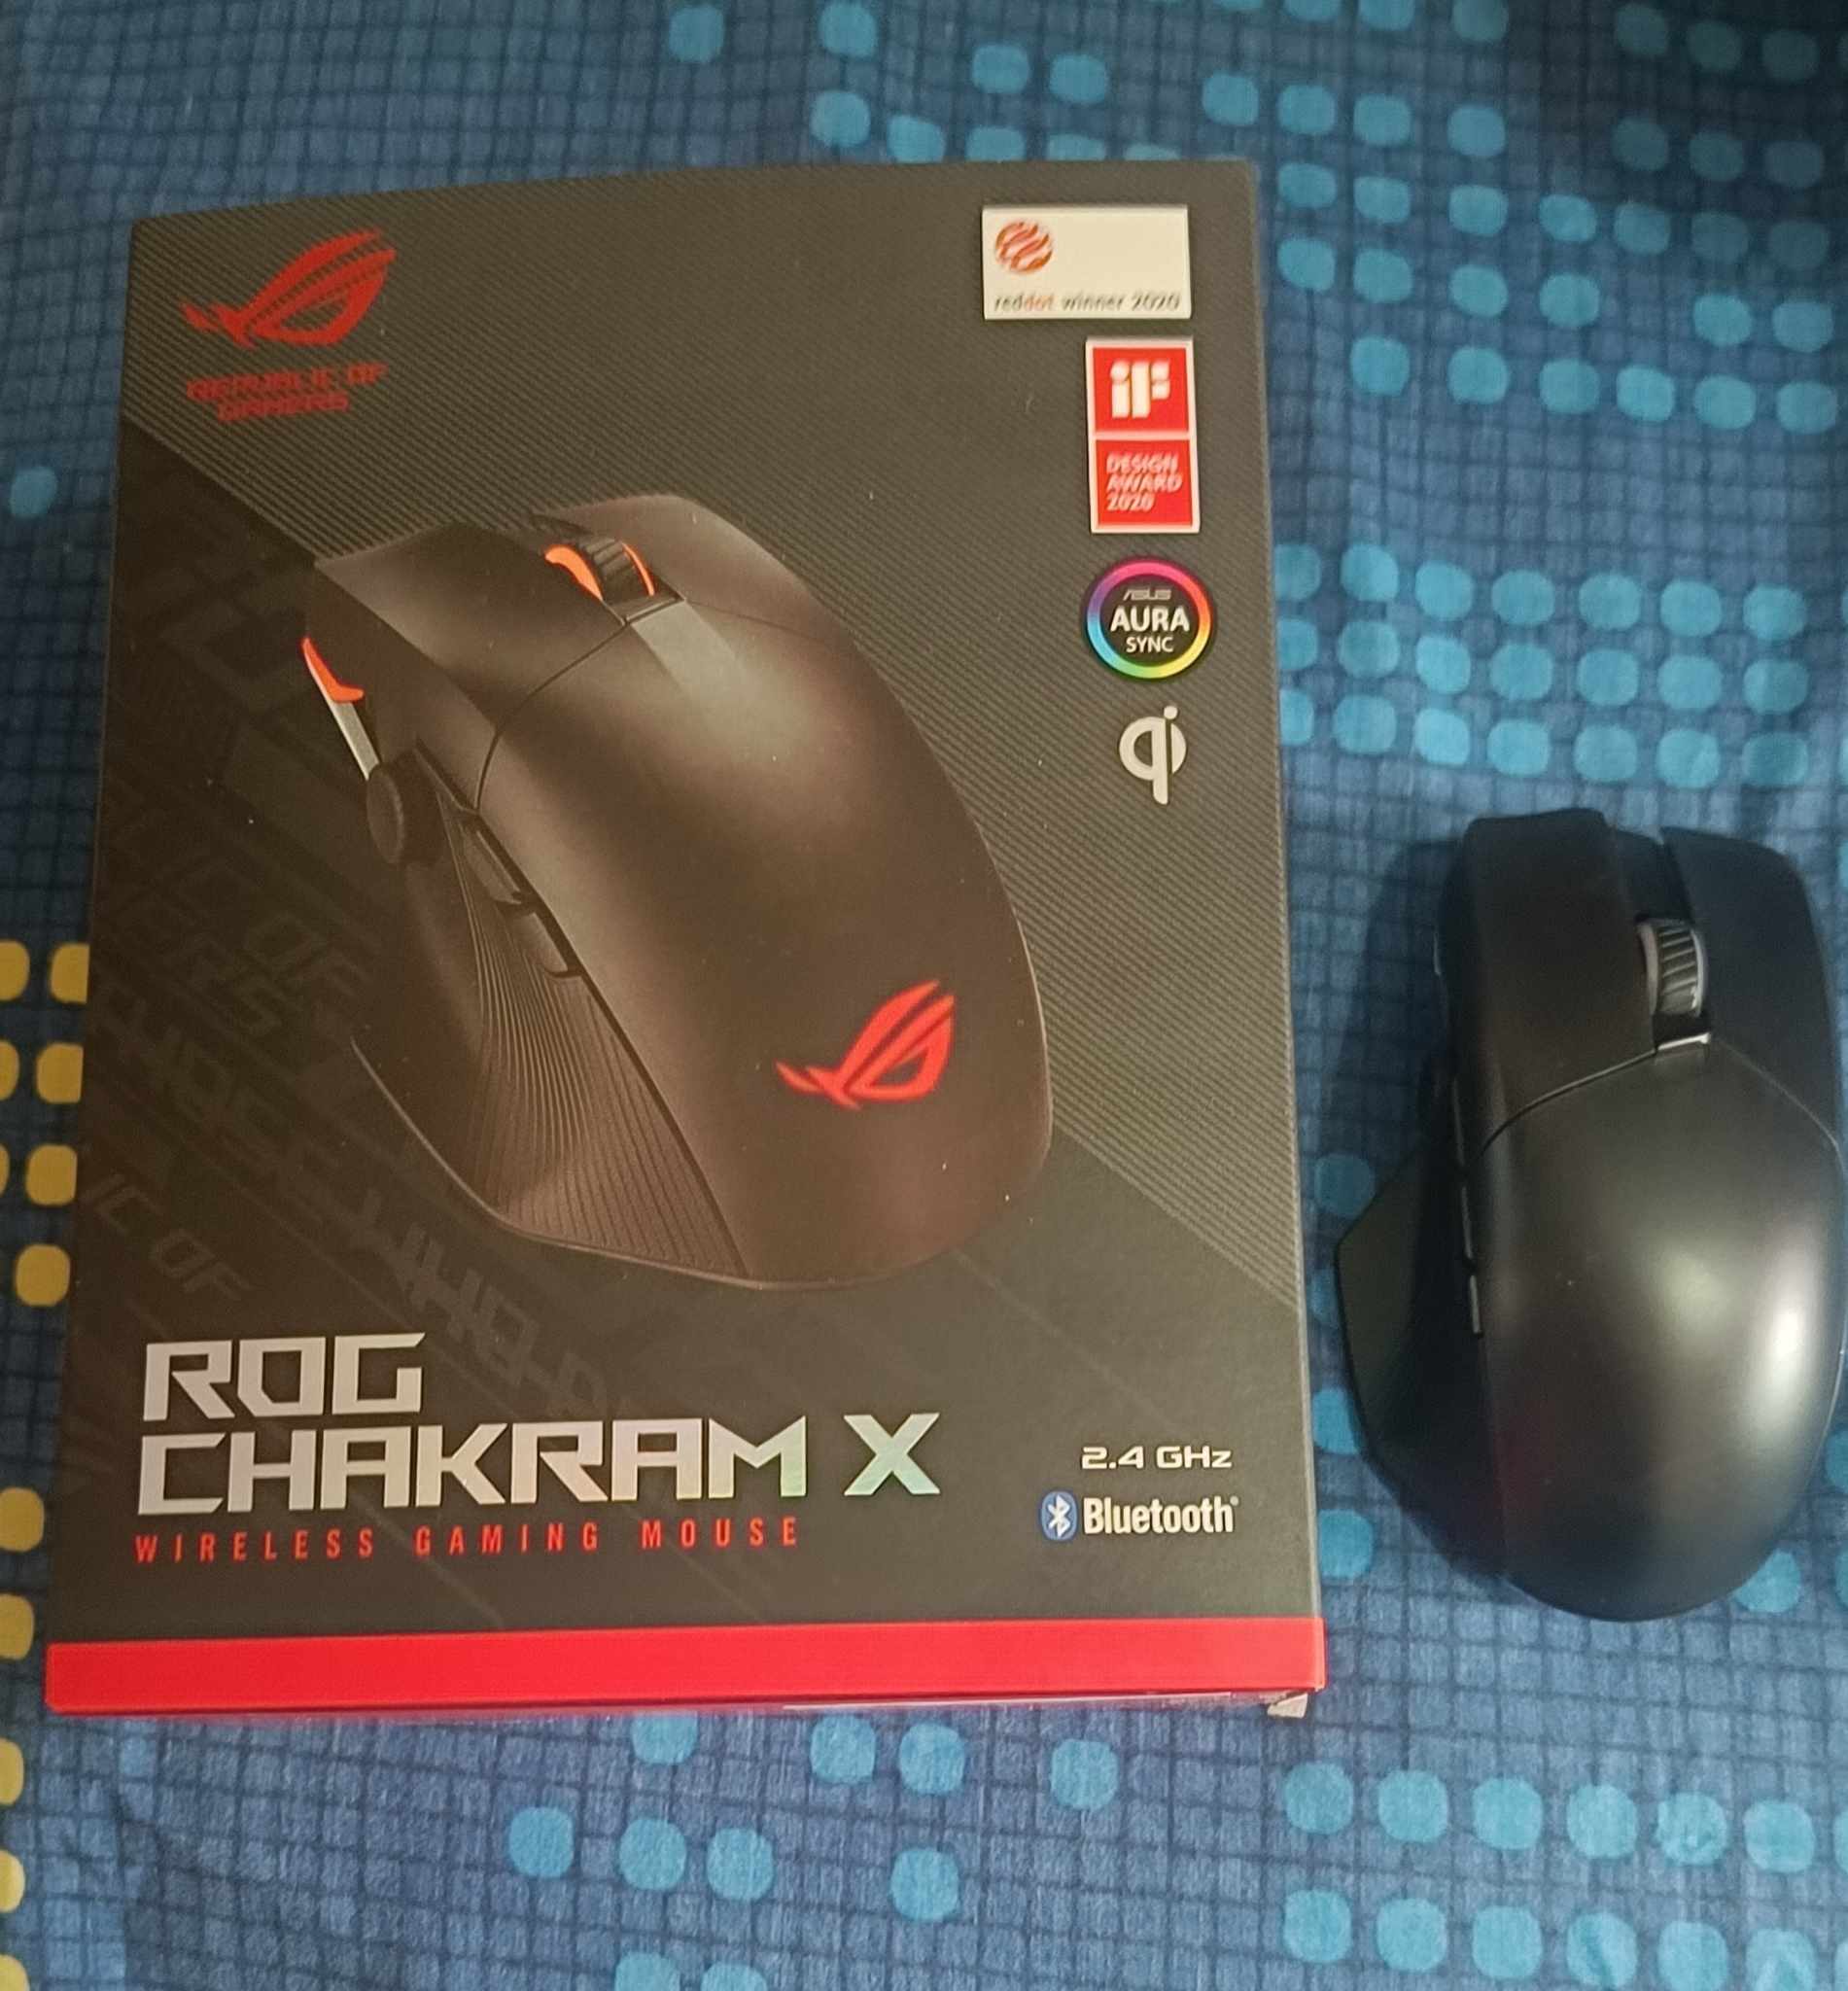 REPUBLIC OF
GAMERS
reddot winner 2020
iF
DESIGN
AWARD
2020
ASUS
AURA
SYNC
qi
ROG
CHAKRAM X
WIRELESS GAMING MOUSE
2.4 GHz
Bluetooth®